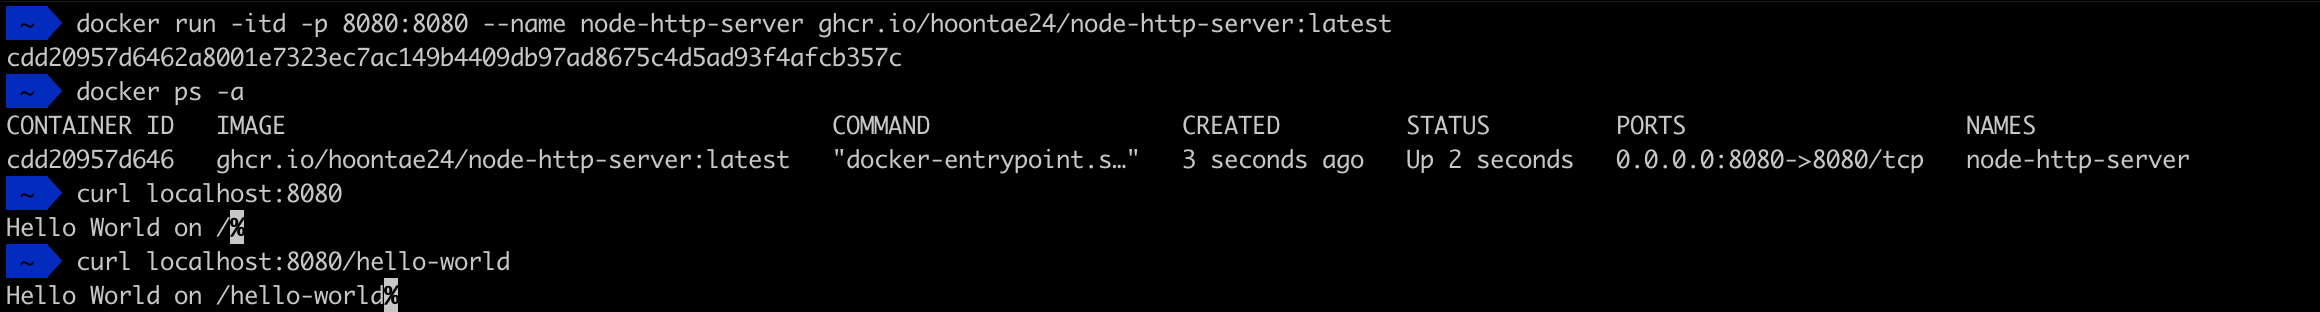 ~ docker run -itd -p 8080:8080 --name node-http-server ghcr.io/hoontae24/node-http-server:latest
cdd20957d6462a8001e7323ec7ac149b4409db97ad8675c4d5ad93f4afcb357c
~ docker ps -a
CONTAINER ID   IMAGE                                       COMMAND                  CREATED         STATUS         PORTS                    NAMES
cdd20957d646   ghcr.io/hoontae24/node-http-server:latest   "docker-entrypoint.s…"   3 seconds ago   Up 2 seconds   0.0.0.0:8080->8080/tcp   node-http-server
~ curl localhost:8080
Hello World on /%
~ curl localhost:8080/hello-world
Hello World on /hello-world%